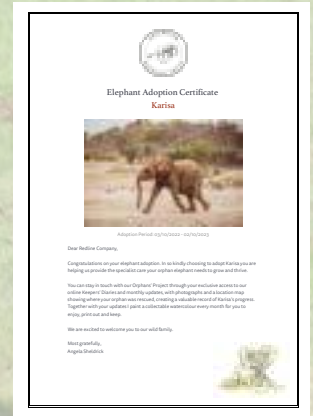 Elephant Adoption Certificate
Karisa
Adoption Period:
Dear Redline Company,
Congratulations on your elephant adoption. In so kindly choosing to adopt Karisa you are
helping us provide the specialist care your orphan elephant needs to grow and thrive.
You can stay in touch with our Orphans' Project through your exclusive access to our
online Keepers' Diaries and monthly updates, with photographs and a location map
showing where your orphan was rescued, creating a valuable record of Karisa's progress.
Together with your updates I paint a collectable watercolour every month for you to
enjoy, print out and keep.
We are excited to welcome you to our wild family.
Most gratefully,
Angela Sheldrick